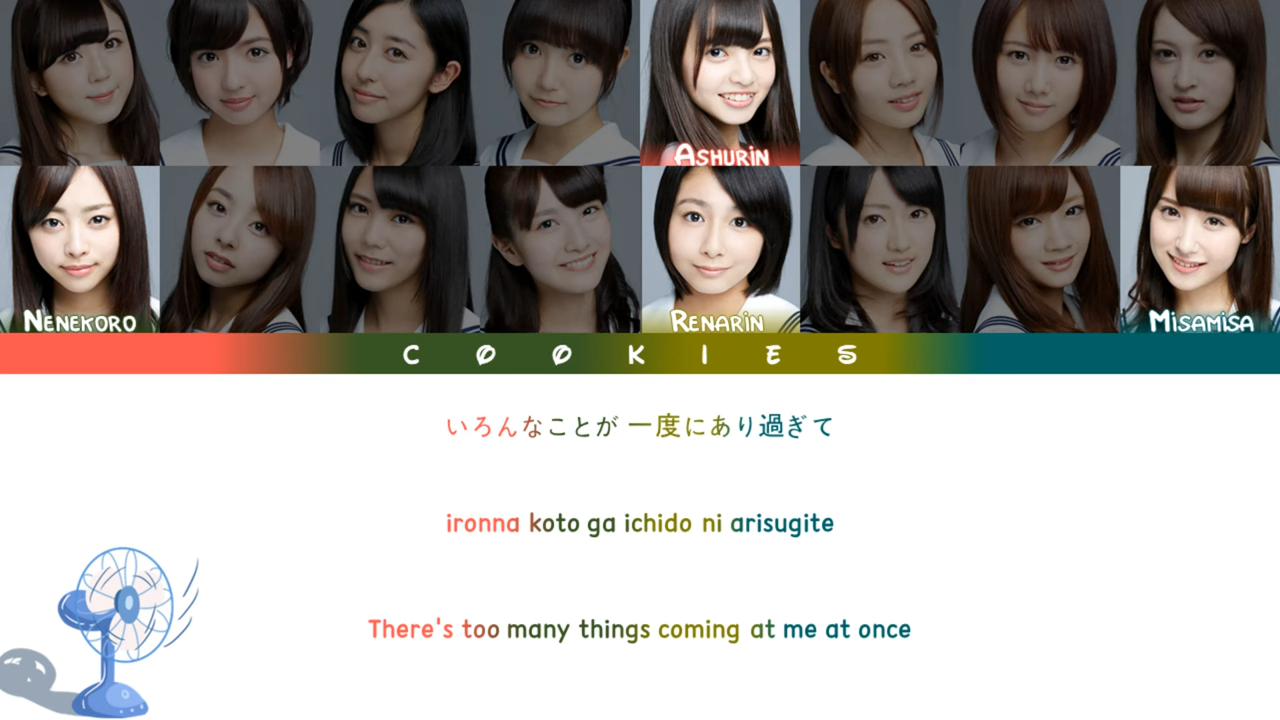 ASHURIN
NENEKORO
RENARIN
MISAMISA
COOKIES
いろんなことが 一度にあり過ぎて
ironna koto ga ichido ni arisugite
There's too many things coming at me at once